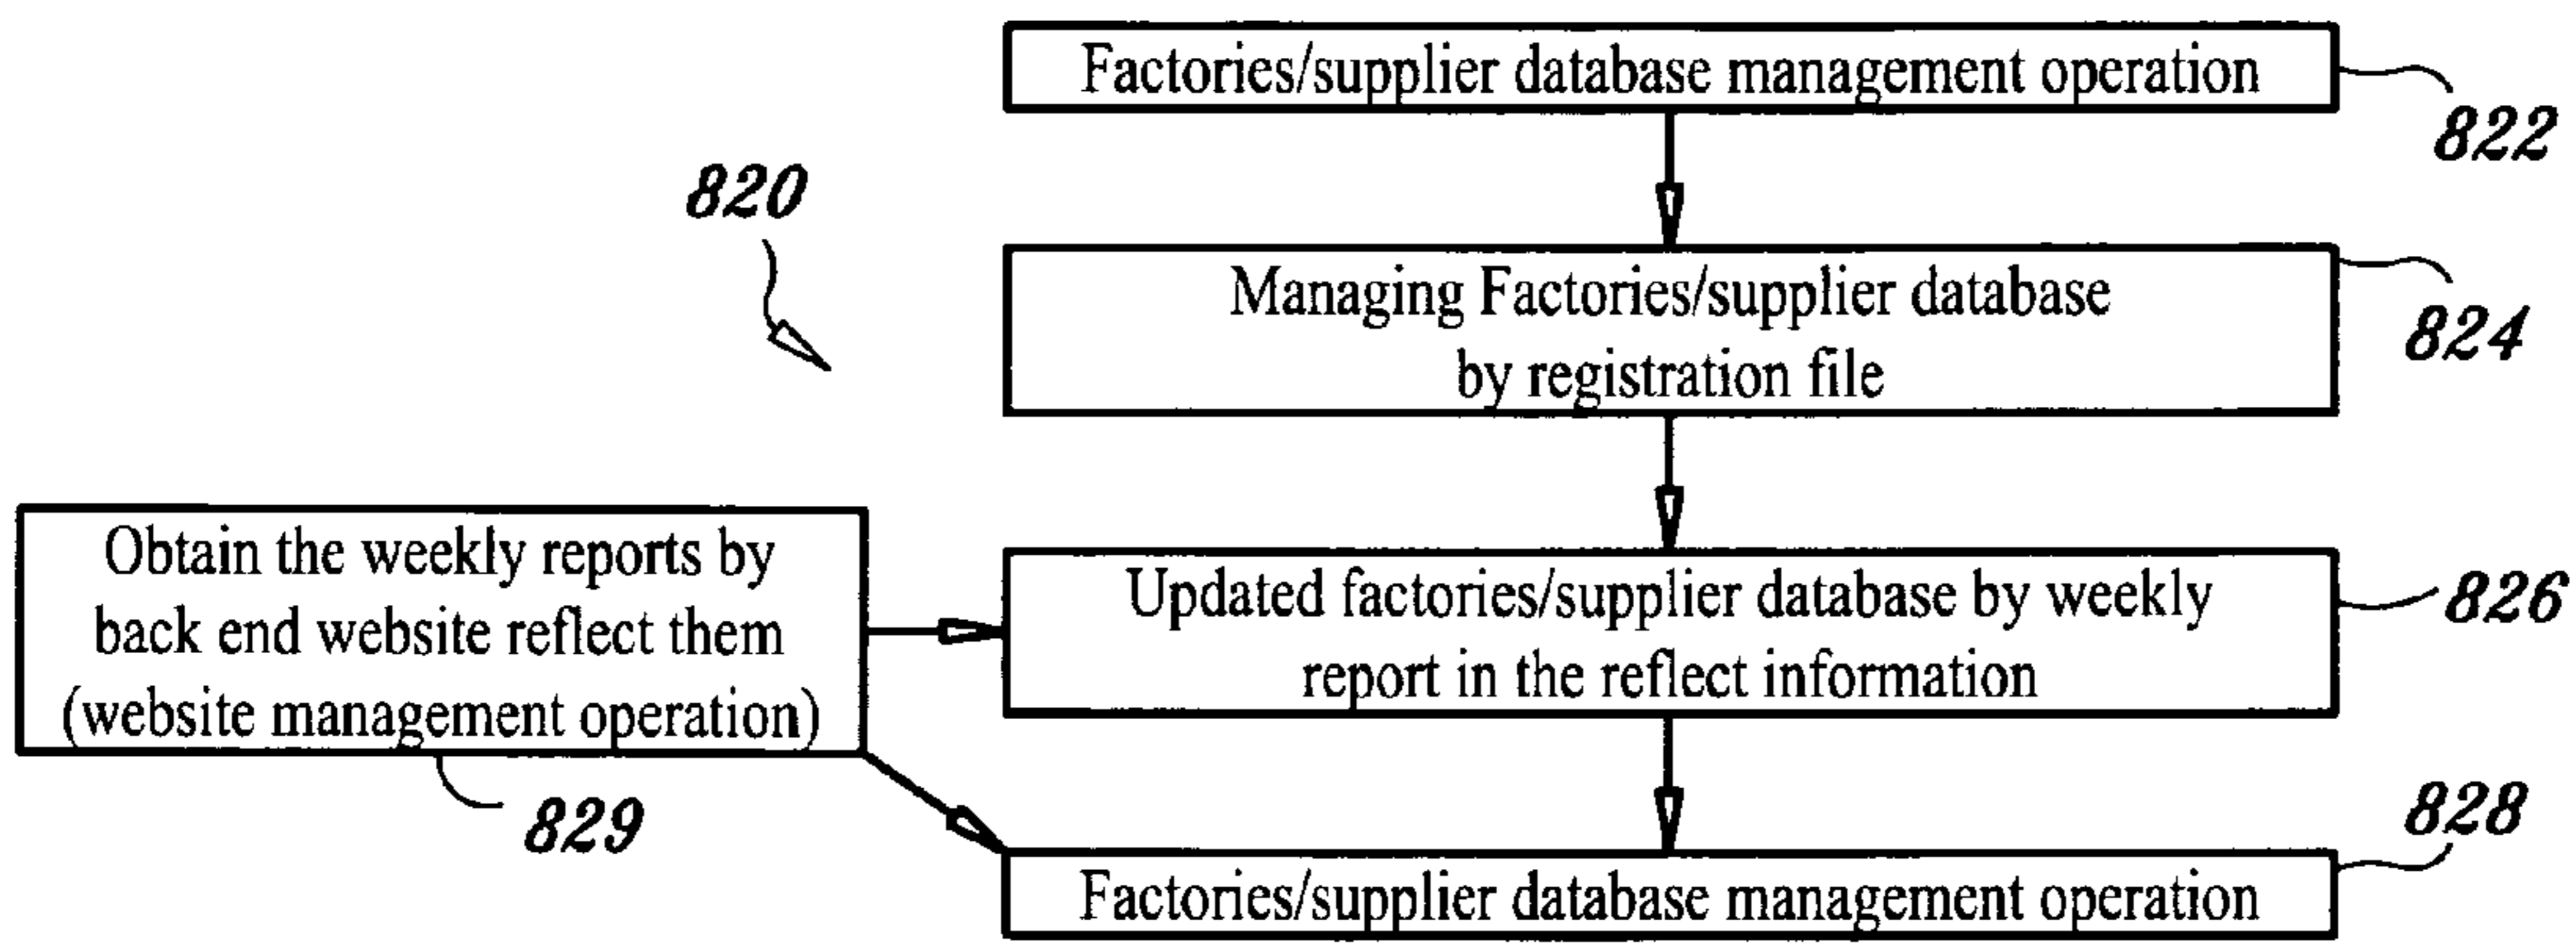 Factories/supplier database management operation
822
820
Managing Factories/supplier database
by registration file
824
Obtain the weekly reports by
back end website reflect them
(website management operation)
829
Updated factories/supplier database by weekly
report in the reflect information
826
Factories/supplier database management operation
828